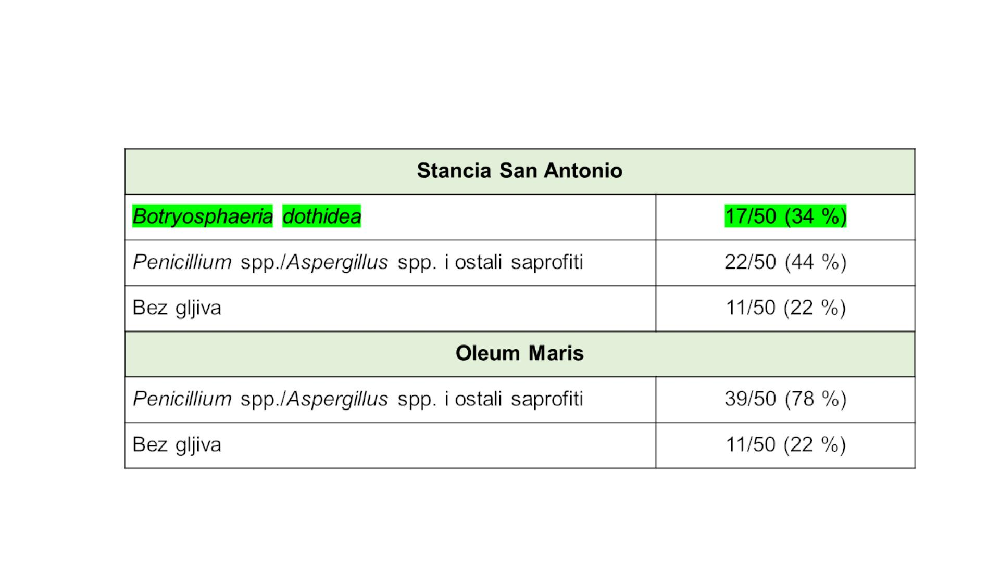 Stancia San Antonio
Botryosphaeria dothidea 17/50 (34 %)
Penicillium spp./Aspergillus spp. i ostali saprofiti 22/50 (44 %)
Bez gljiva 11/50 (22 %)
Oleum Maris
Penicillium spp./Aspergillus spp. i ostali saprofiti 39/50 (78 %)
Bez gljiva 11/50 (22 %)